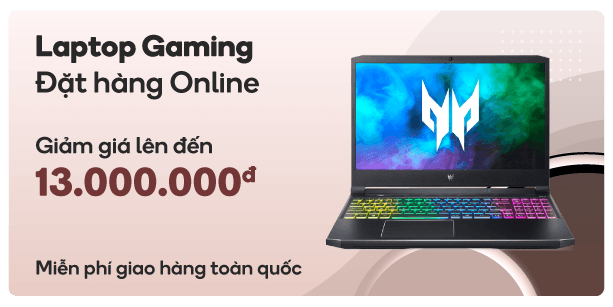 Laptop Gaming
Đặt hàng Online
Giảm giá lên đến
13.000.000đ
Miễn phí giao hàng toàn quốc